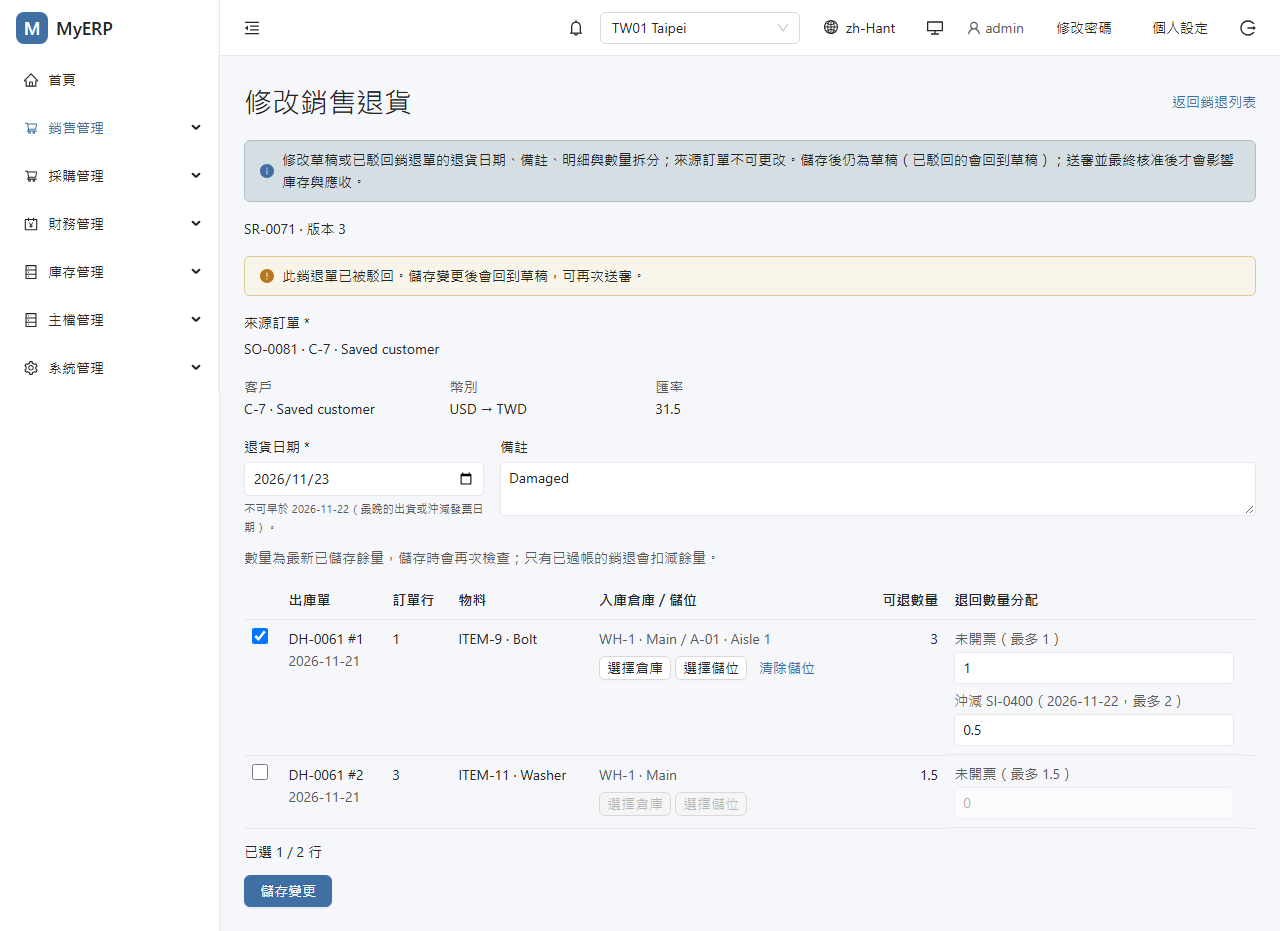 M MyERP
TW01 Taipei
zh-Hant
admin
修改密碼
個人設定
首頁
銷售管理
採購管理
財務管理
庫存管理
主檔管理
系統管理
修改銷售退貨
返回銷退列表
修改草稿或已駁回銷退單的退貨日期、備註、明細與數量拆分；來源訂單不可更改。儲存後仍為草稿（已駁回的會回到草稿）；送審並最終核准後才會影響
庫存與應收。
SR-0071 · 版本 3
此銷退單已被駁回。儲存變更後會回到草稿，可再次送審。
來源訂單 *
SO-0081 · C-7 · Saved customer
客戶 幣別 匯率
C-7 · Saved customer USD → TWD 31.5
退貨日期 * 備註
2026/11/23 Damaged
不可早於 2026-11-22（最晚的出貨或沖減發票日
期）。
數量為最新已儲存餘量，儲存時會再次檢查；只有已過帳的銷退會扣減餘量。
出庫單 訂單行 物料 入庫倉庫 / 儲位 可退數量 退回數量分配
DH-0061 #1 1 ITEM-9 · Bolt WH-1 · Main / A-01 · Aisle 1 3 未開票（最多 1）
2026-11-21 選擇倉庫 選擇儲位 清除儲位 1
沖減 SI-0400（2026-11-22，最多 2）
0.5
DH-0061 #2 3 ITEM-11 · Washer WH-1 · Main 1.5 未開票（最多 1.5）
2026-11-21 選擇倉庫 選擇儲位 0
已選 1 / 2 行
儲存變更